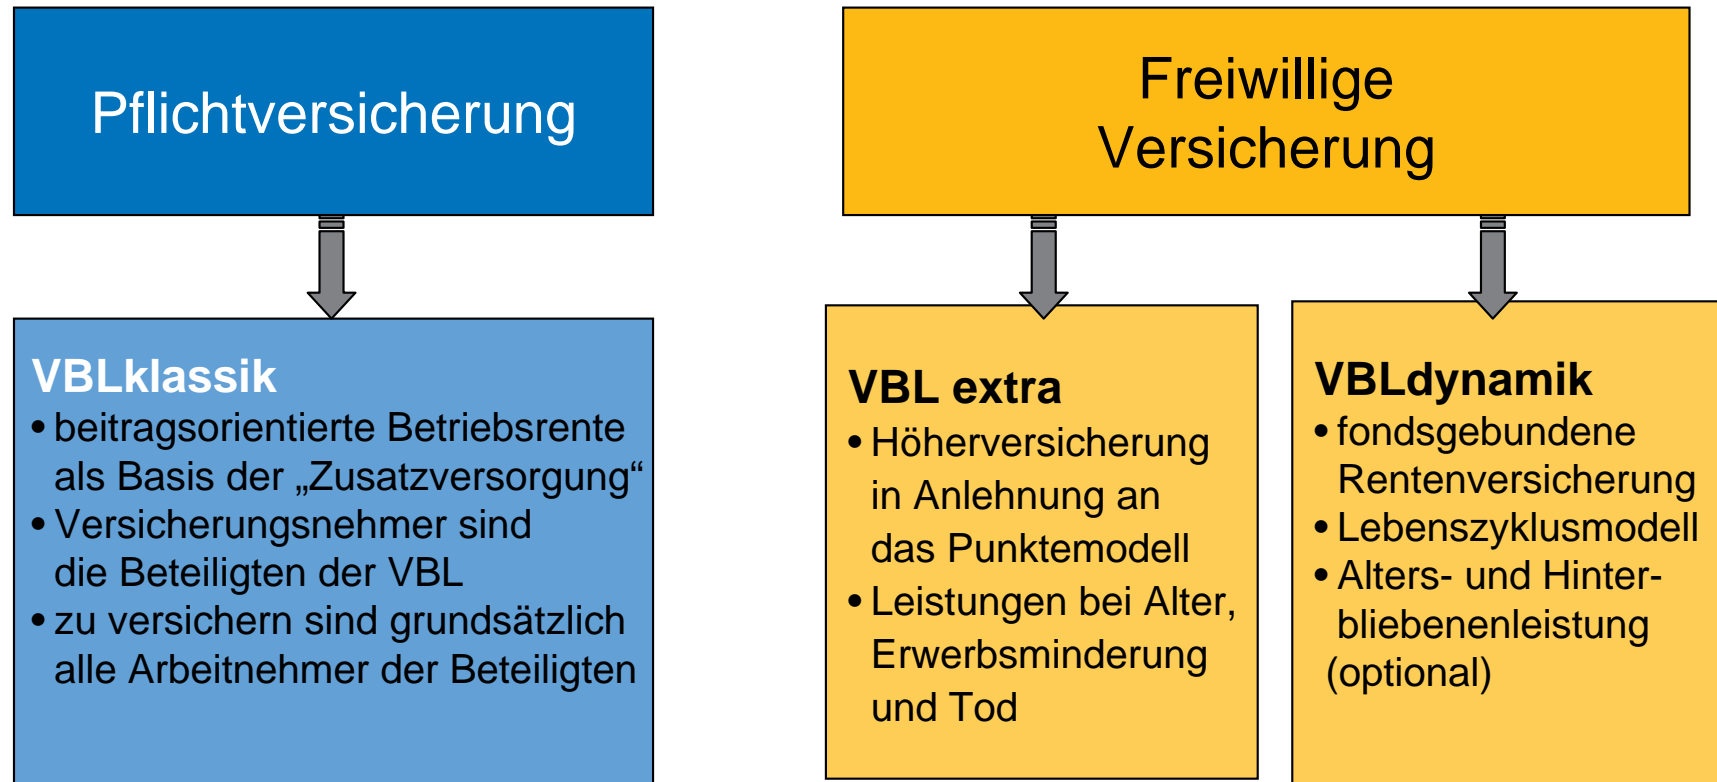 Pflichtversicherung
VBLklassik
• beitragsorientierte Betriebsrente
als Basis der „Zusatzversorgung“
• Versicherungsnehmer sind
die Beteiligten der VBL
• zu versichern sind grundsätzlich
alle Arbeitnehmer der Beteiligten
Freiwillige
Versicherung
VBL extra
• Höherversicherung
in Anlehnung an
das Punktemodell
• Leistungen bei Alter,
Erwerbsminderung
und Tod
VBLdynamik
• fondsgebundene
Rentenversicherung
• Lebenszyklusmodell
• Alters- und Hinter-
bliebenenleistung
(optional)